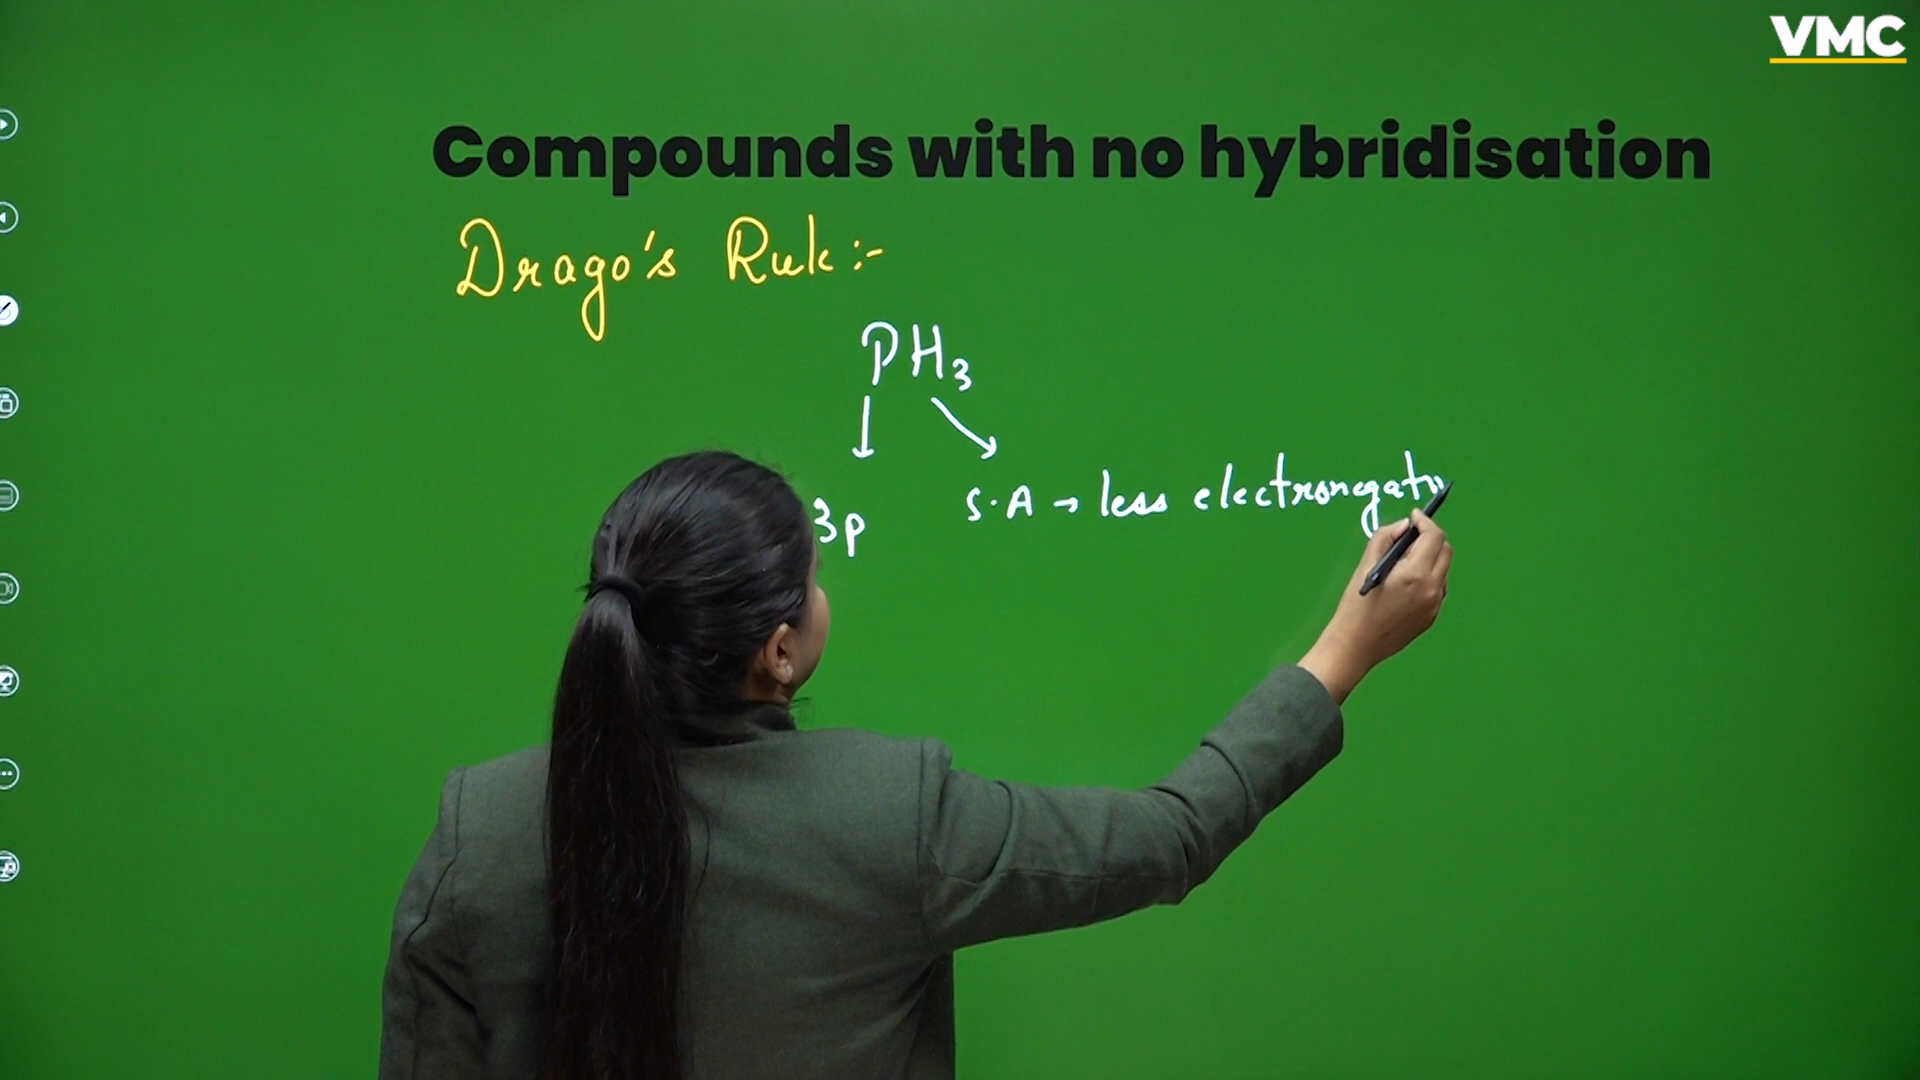 VMC
Compounds with no hybridisation
Drago's Rule :-
PH3
3p
S.A → less electronegativ